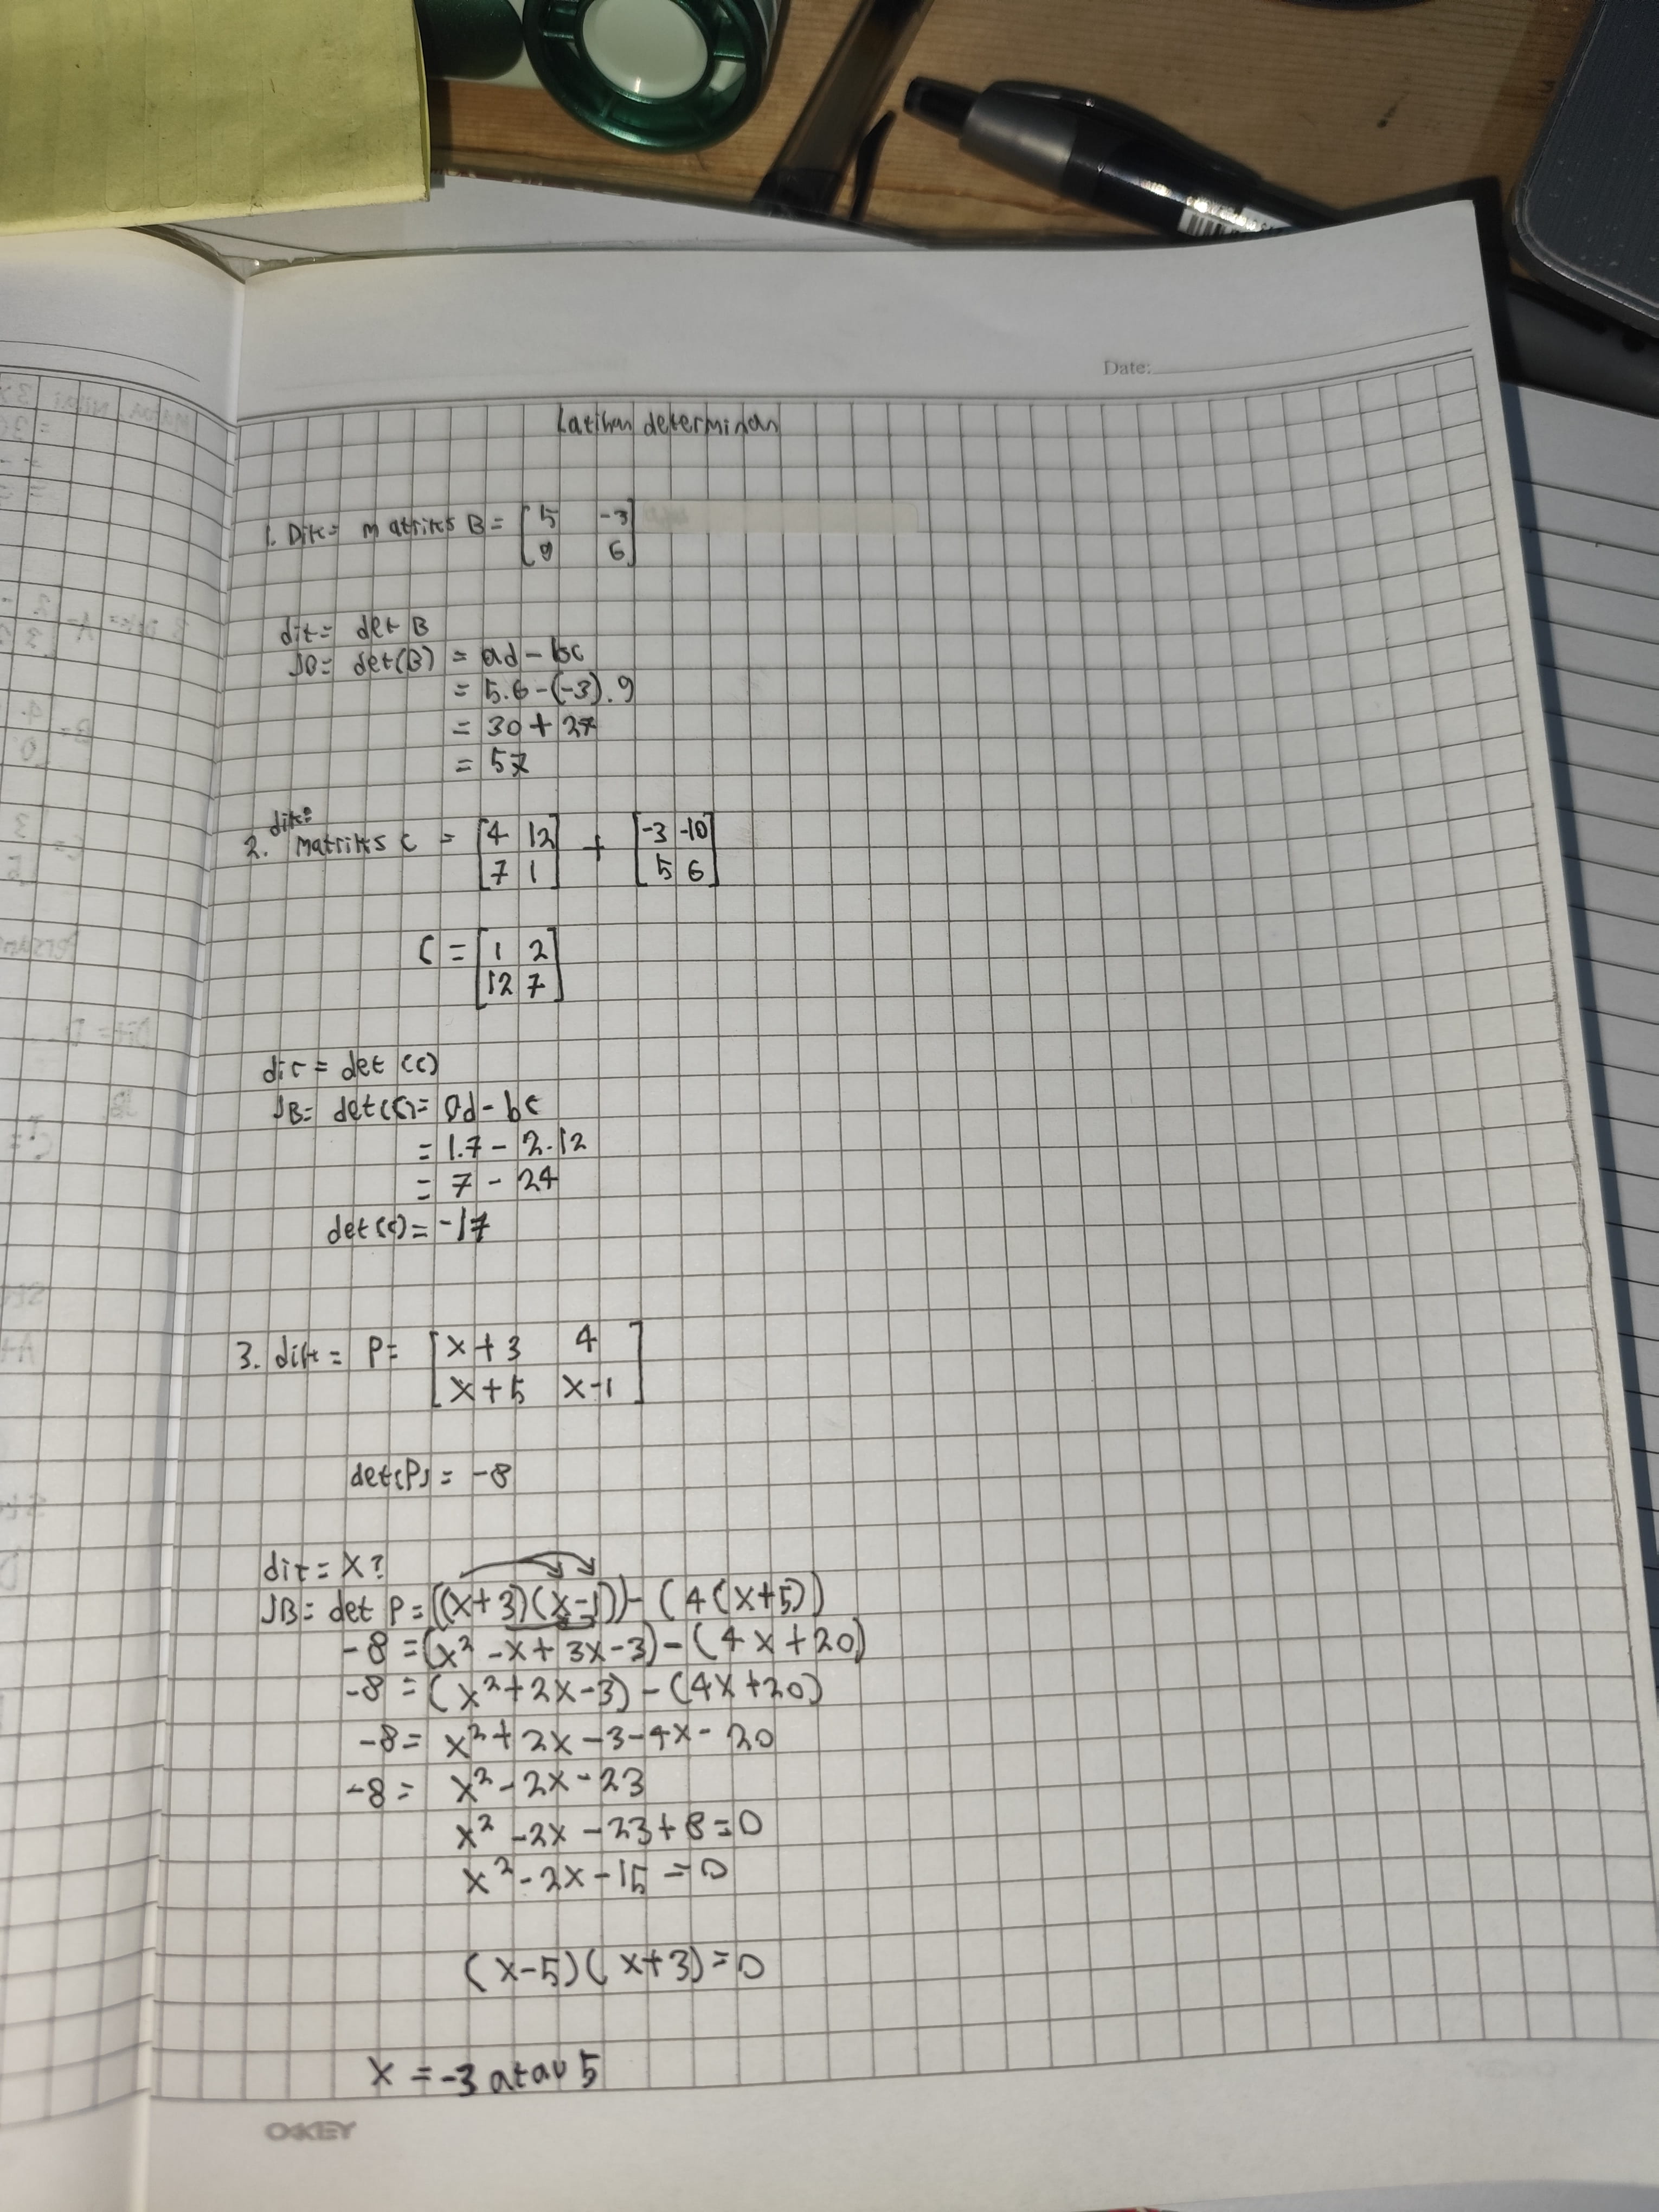 Date:
Latihan determinan
1. Dik= matriks B = [5 -3
9 6]
dit= det B
JB= det(B) = ad - bc
= 5.6-(-3).9
= 30 + 27
= 57
dik=
2. Matriks C = [4 12 + [-3 -10
7 1] 5 6]
C = [1 2
12 7]
dit = det (C)
JB= det(C)= ad - bc
= 1.7 - 2.12
= 7 - 24
det(C) = -17
3. dik = P= [x+3 4
x+5 x-1]
det(P) = -8
dit = x?
JB= det P = ((x+3)(x-1)) - (4(x+5))
-8 = (x² -x+3x-3) - (4x+20)
-8 = (x²+2x-3) - (4x+20)
-8 = x²+2x-3-4x-20
-8 = x²-2x-23
x²-2x-23+8=0
x²-2x-15=0
(x-5)(x+3)=0
x = -3 atau 5
OKEY